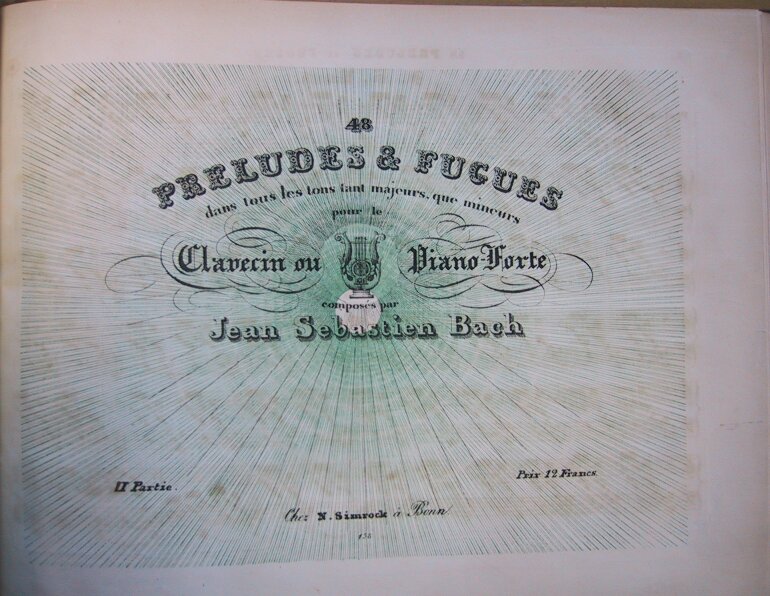 48
PRELUDES & FUGUES
dans tous les tons tant majeurs, que mineurs
pour le
Clavecin ou Piano-Forte
composés par
Jean Sebastien Bach
II Partie.
Prix 12 Francs.
Chez N. Simrock à Bonn
138